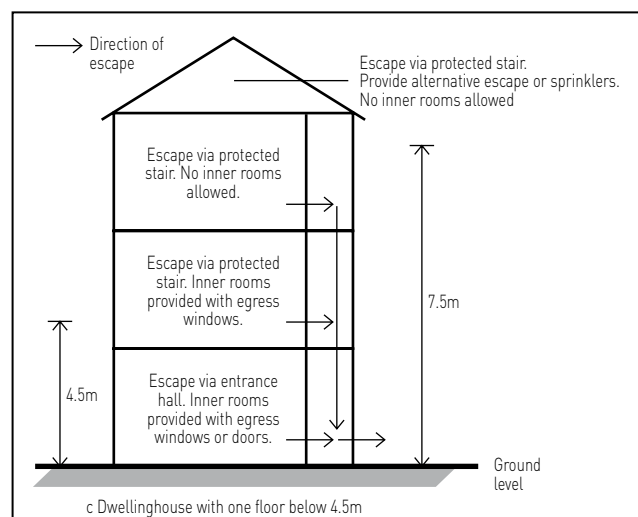 Direction of
escape
Escape via protected stair.
Provide alternative escape or sprinklers.
No inner rooms allowed
Escape via protected
stair. No inner rooms
allowed.
Escape via protected
stair. Inner rooms
provided with egress
windows.
7.5m
4.5m
Escape via entrance
hall. Inner rooms
provided with egress
windows or doors.
Ground
level
c Dwellinghouse with one floor below 4.5m